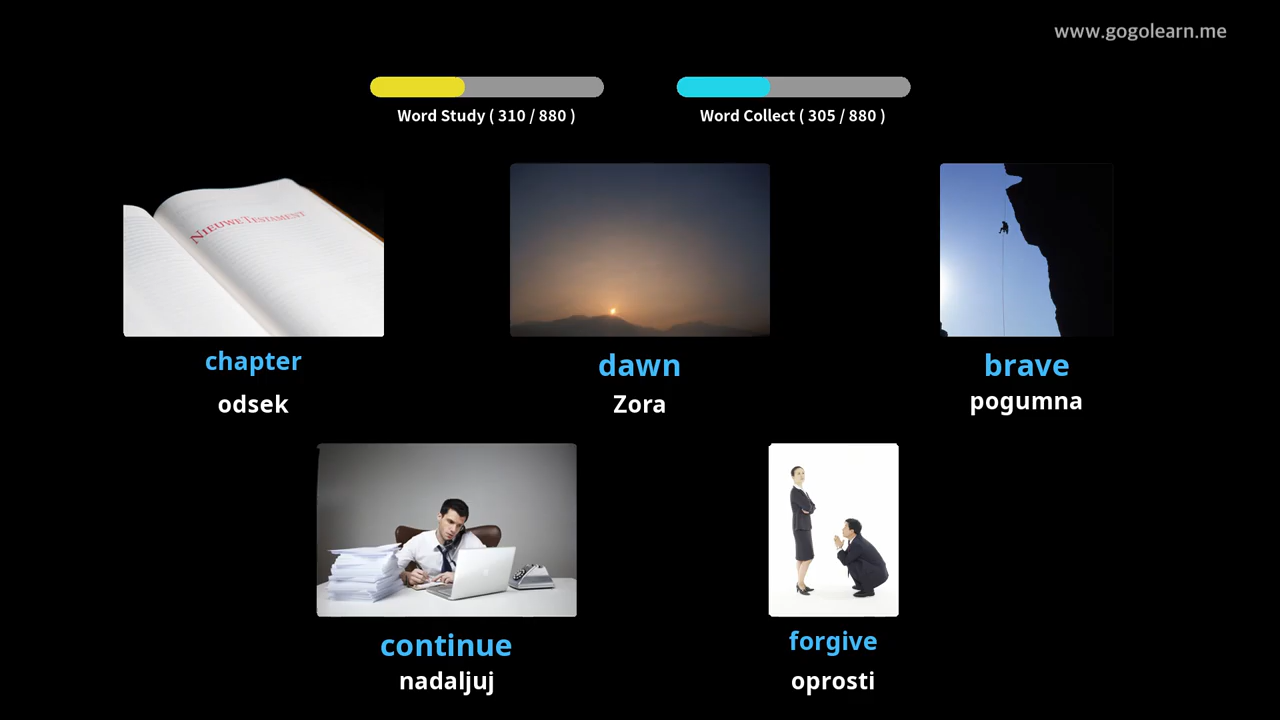 www.gogolearn.me
Word Study ( 310 / 880 )
Word Collect ( 305 / 880 )
NIEUWE TESTAMENT
chapter
odsek
dawn
Zora
brave
pogumna
continue
nadaljuj
forgive
oprosti